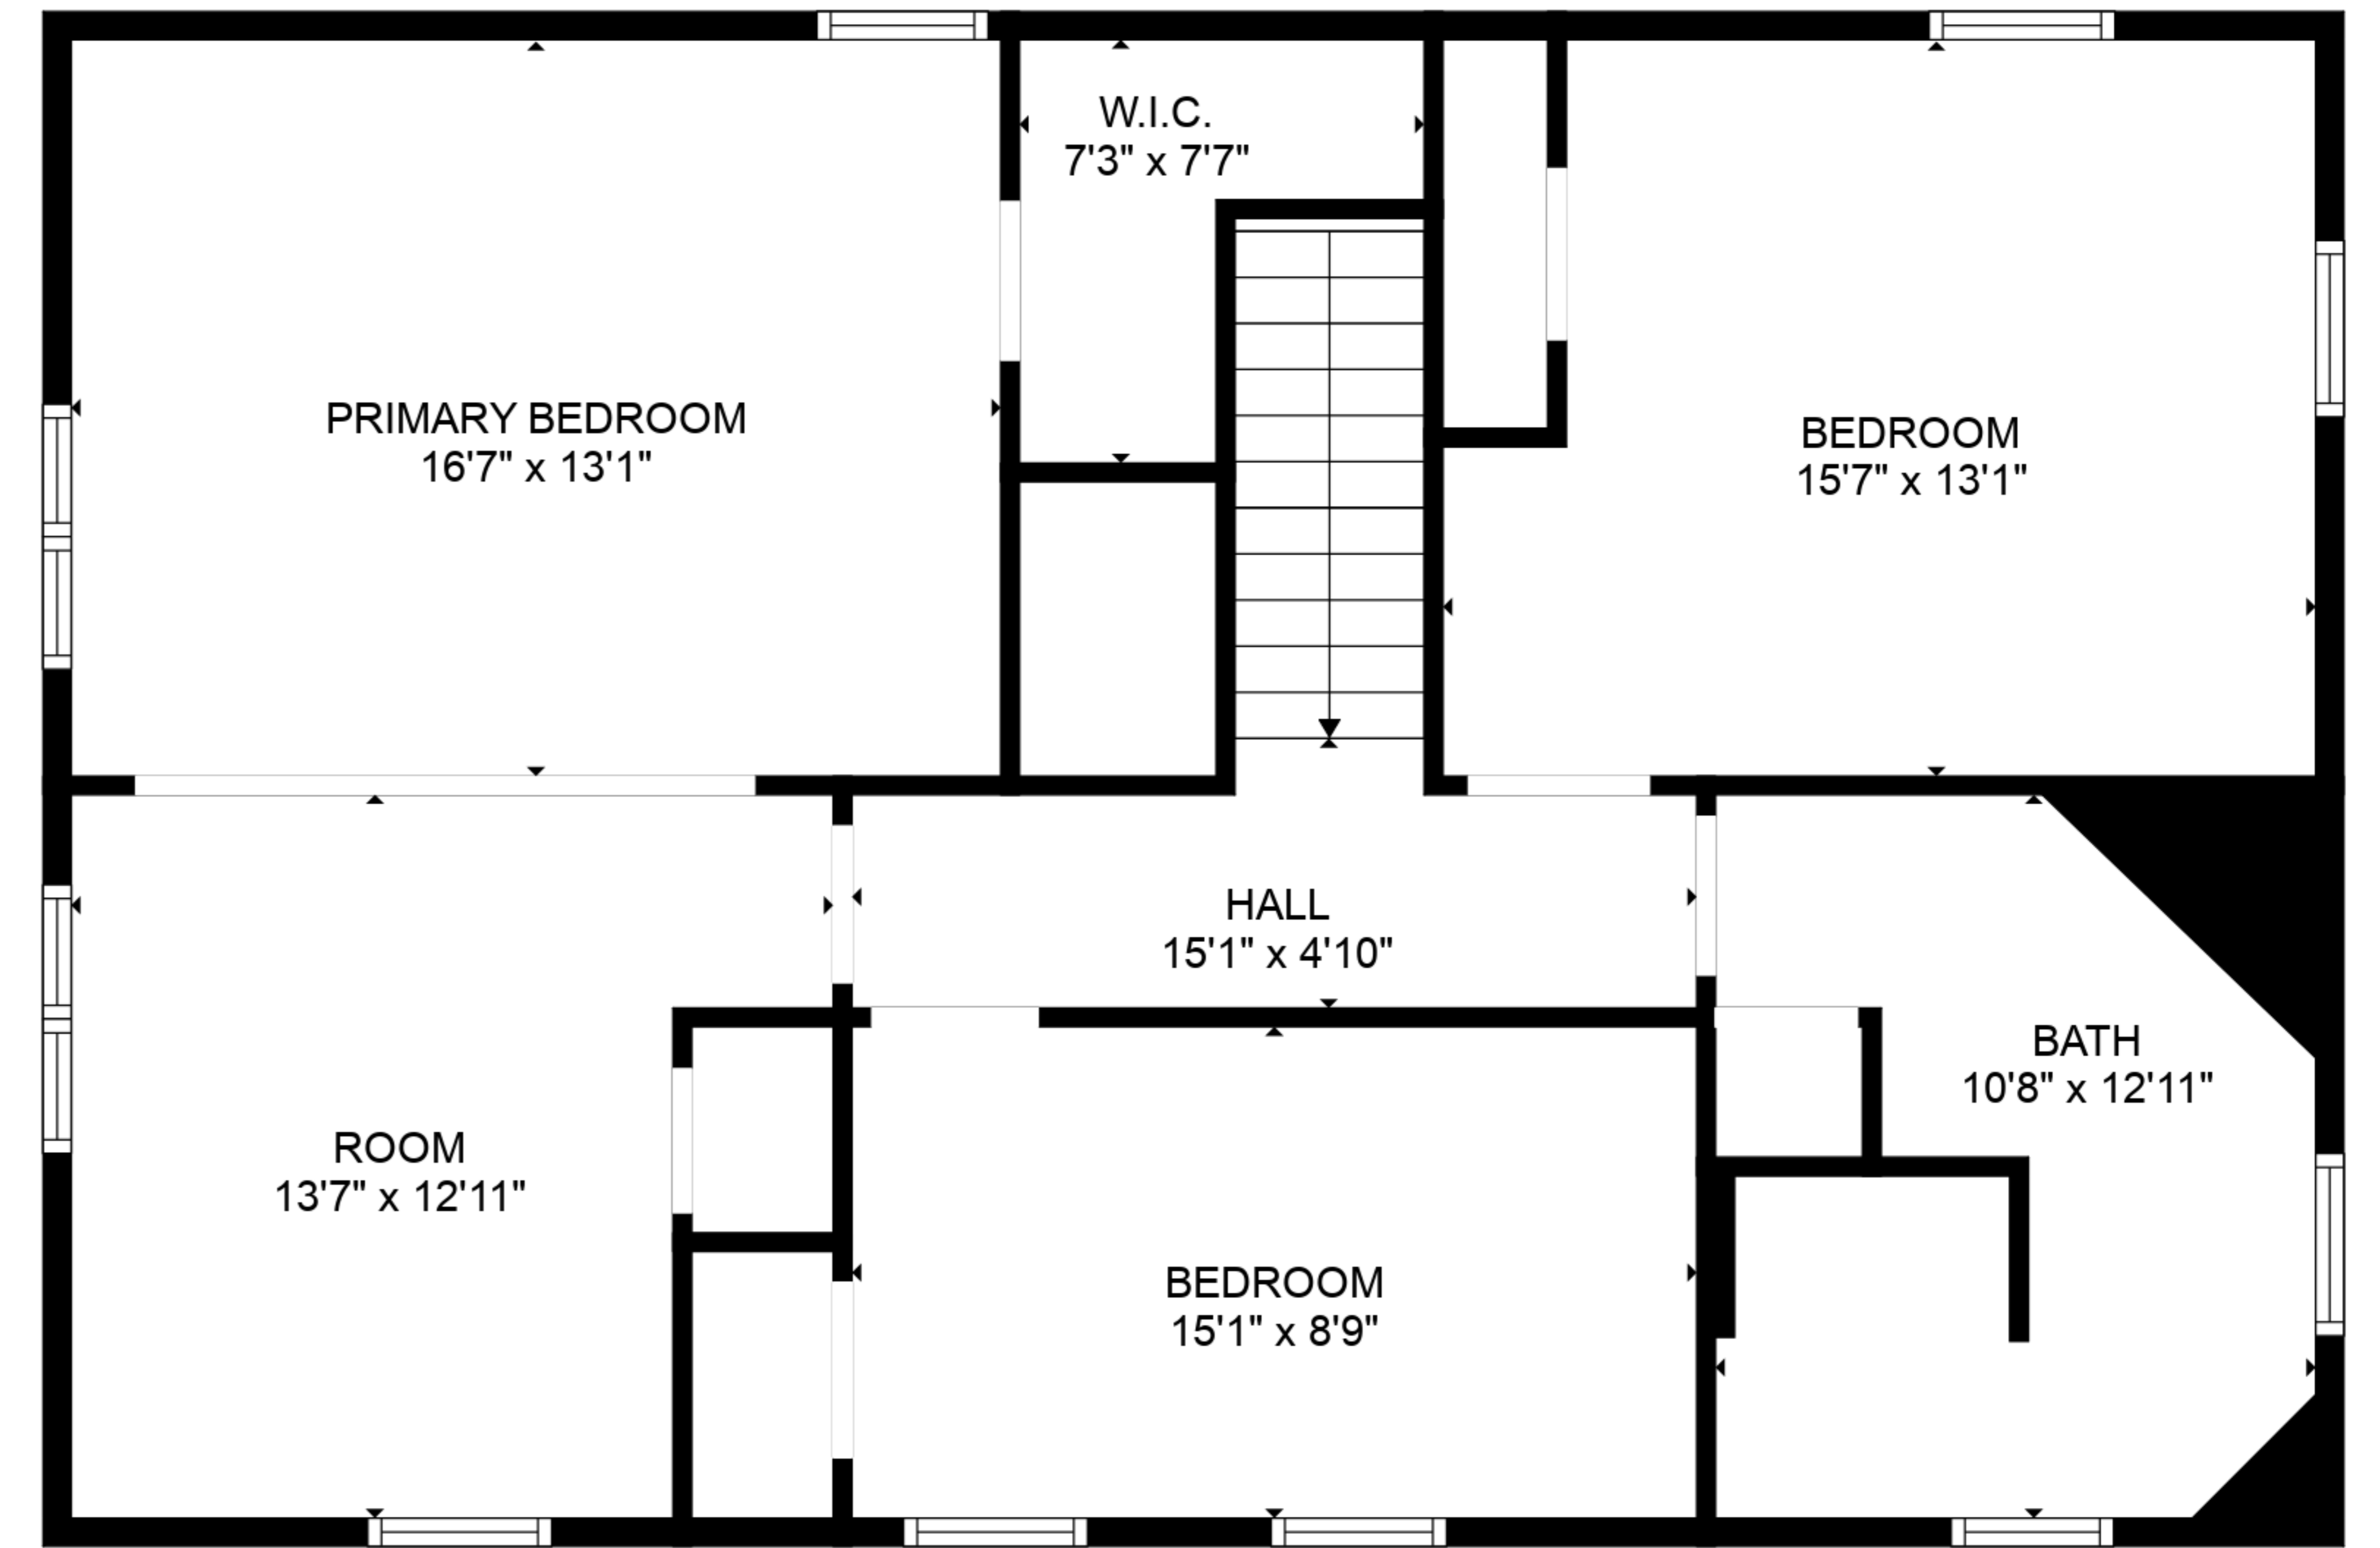 W.I.C.
7'3" x 7'7"
PRIMARY BEDROOM
16'7" x 13'1"
BEDROOM
15'7" x 13'1"
HALL
15'1" x 4'10"
BATH
10'8" x 12'11"
ROOM
13'7" x 12'11"
BEDROOM
15'1" x 8'9"